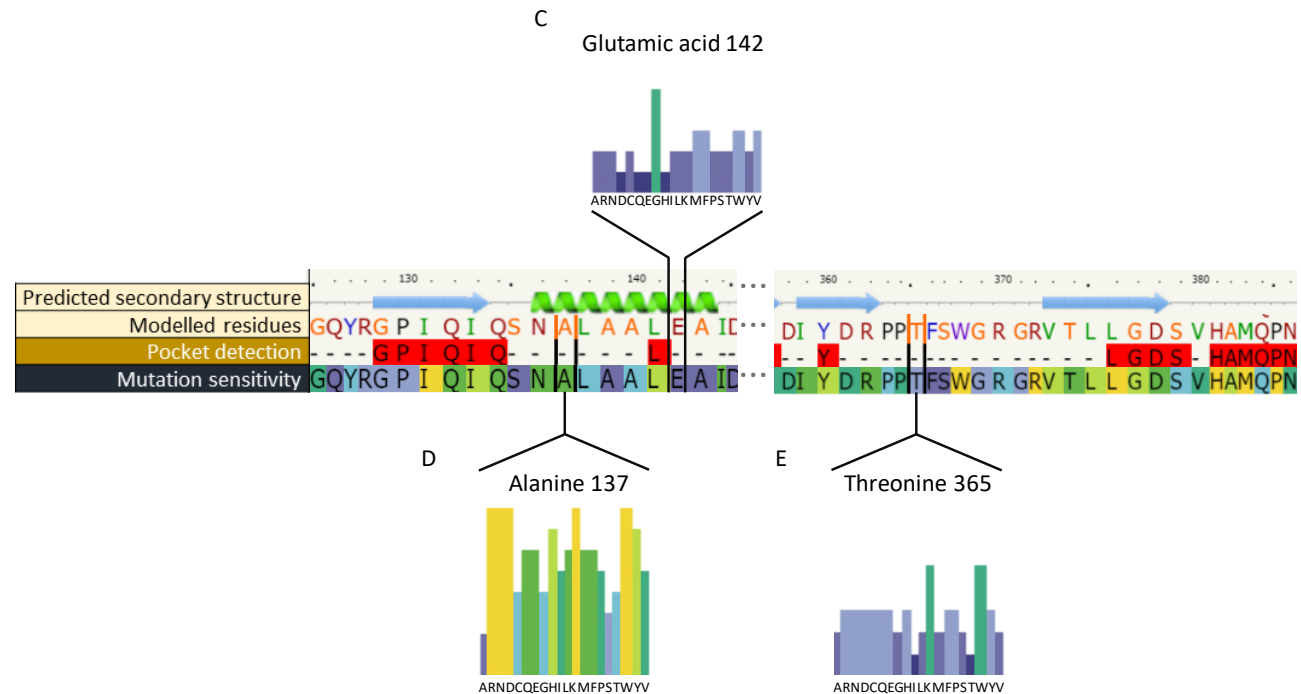 C
Glutamic acid 142
ARNDCQEGHILKMFPSTWYV
130 140 360 370 380
Predicted secondary structure
Modelled residues GQYRGPIQIQSNALAALEAID DIYDRPPTFSWGRGRVTLLGDSVHAMQPN
Pocket detection ----GPIQIQ------L--- Y--------------LGDS-HAMQPN
Mutation sensitivity GQYRGPIQIQSNALAALEAID DIYDRPPTFSWGRGRVTLLGDSVHAMQPN
D
E
Alanine 137
Threonine 365
ARNDCQEGHILKMFPSTWYV
ARNDCQEGHILKMFPSTWYV